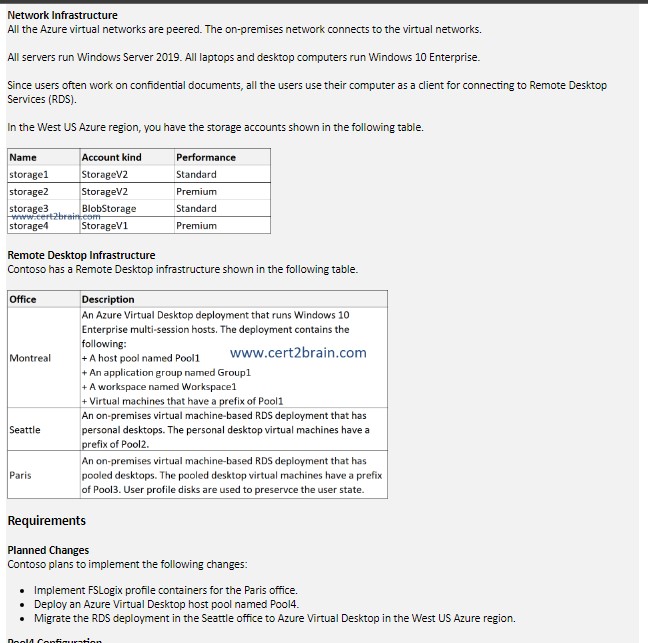 Network Infrastructure
All the Azure virtual networks are peered. The on-premises network connects to the virtual networks.
All servers run Windows Server 2019. All laptops and desktop computers run Windows 10 Enterprise.
Since users often work on confidential documents, all the users use their computer as a client for connecting to Remote Desktop
Services (RDS).
In the West US Azure region, you have the storage accounts shown in the following table.
Name Account kind Performance
storage1 StorageV2 Standard
storage2 StorageV2 Premium
storage3 BlobStorage Standard
www.cert2brain.com
storage4 StorageV1 Premium
Remote Desktop Infrastructure
Contoso has a Remote Desktop infrastructure shown in the following table.
Office Description
An Azure Virtual Desktop deployment that runs Windows 10
Enterprise multi-session hosts. The deployment contains the
following:
+ A host pool named Pool1
www.cert2brain.com
Montreal
+ An application group named Group1
+ A workspace named Workspace1
+ Virtual machines that have a prefix of Pool1
An on-premises virtual machine-based RDS deployment that has
Seattle personal desktops. The personal desktop virtual machines have a
prefix of Pool2.
An on-premises virtual machine-based RDS deployment that has
Paris pooled desktops. The pooled desktop virtual machines have a prefix
of Pool3. User profile disks are used to preservce the user state.
Requirements
Planned Changes
Contoso plans to implement the following changes:
• Implement FSLogix profile containers for the Paris office.
• Deploy an Azure Virtual Desktop host pool named Pool4.
• Migrate the RDS deployment in the Seattle office to Azure Virtual Desktop in the West US Azure region.
Pool4 Configuration